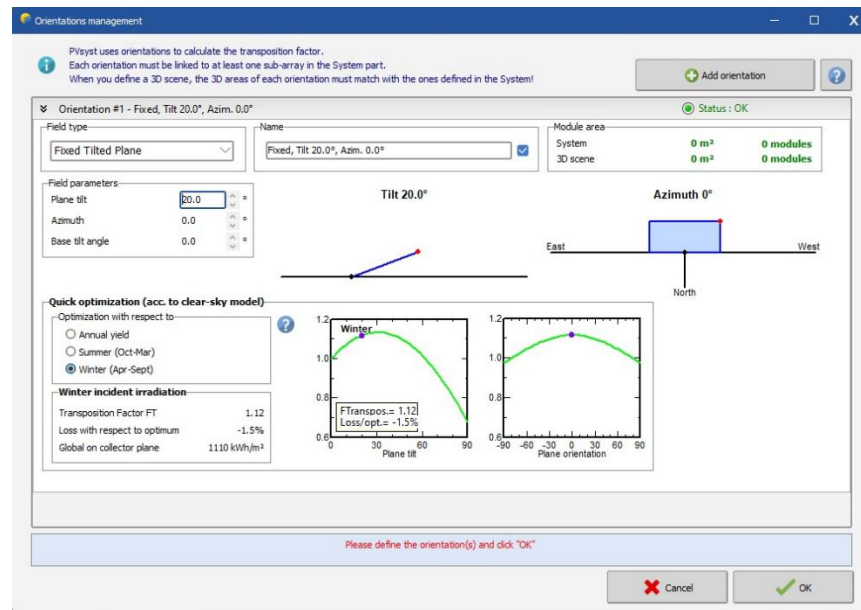 Orientations management
PVsyst uses orientations to calculate the transposition factor.
Each orientation must be linked to at least one sub-array in the System part.
When you define a 3D scene, the 3D areas of each orientation must match with the ones defined in the System!
Add orientation
?
Orientation #1 - Fixed, Tilt 20.0°, Azim. 0.0°
Status : OK
Field type
Fixed Tilted Plane
Name
Fixed, Tilt 20.0°, Azim. 0.0°
Module area
System 0 m² 0 modules
3D scene 0 m² 0 modules
Field parameters
Plane tilt 20.0 °
Azimuth 0.0 °
Base tilt angle 0.0 °
Tilt 20.0°
Azimuth 0°
East
West
North
Quick optimization (acc. to clear-sky model)
Optimization with respect to
Annual yield
Summer (Oct-Mar)
Winter (Apr-Sept)
?
Winter incident irradiation
Transposition Factor FT 1.12
Loss with respect to optimum -1.5%
Global on collector plane 1110 kWh/m²
1.2
Winter
1.0
0.8
FTranspos.= 1.12
Loss/opt.= -1.5%
0.6
0 30 60 90
Plane tilt
1.2
1.0
0.8
0.6
-90 -60 -30 0 30 60 90
Plane orientation
Please define the orientation(s) and click "OK"
Cancel
OK